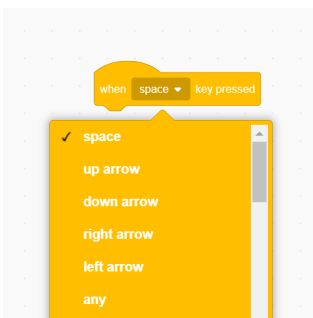 when space key pressed
space
up arrow
down arrow
right arrow
left arrow
any